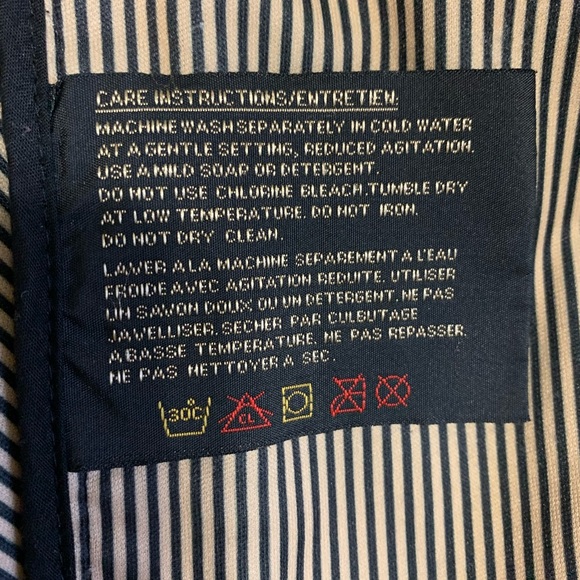 CARE INSTRUCTIONS/ENTRETIEN.
MACHINE WASH SEPARATELY IN COLD WATER
AT A GENTLE SETTING, REDUCED AGITATION.
USE A MILD SOAP OR DETERGENT.
DO NOT USE CHLORINE BLEACH. TUMBLE DRY
AT LOW TEMPERATURE. DO NOT IRON.
DO NOT DRY CLEAN.
LAVER A LA MACHINE SEPAREMENT A L'EAU
FROIDE AVEC AGITATION REDUITE. UTILISER
UN SAVON DOUX OU UN DETERGENT. NE PAS
JAVELLISER. SECHER PAR CULBUTAGE
A BASSE TEMPERATURE. NE PAS REPASSER.
NE PAS NETTOYER A SEC.
30C CL